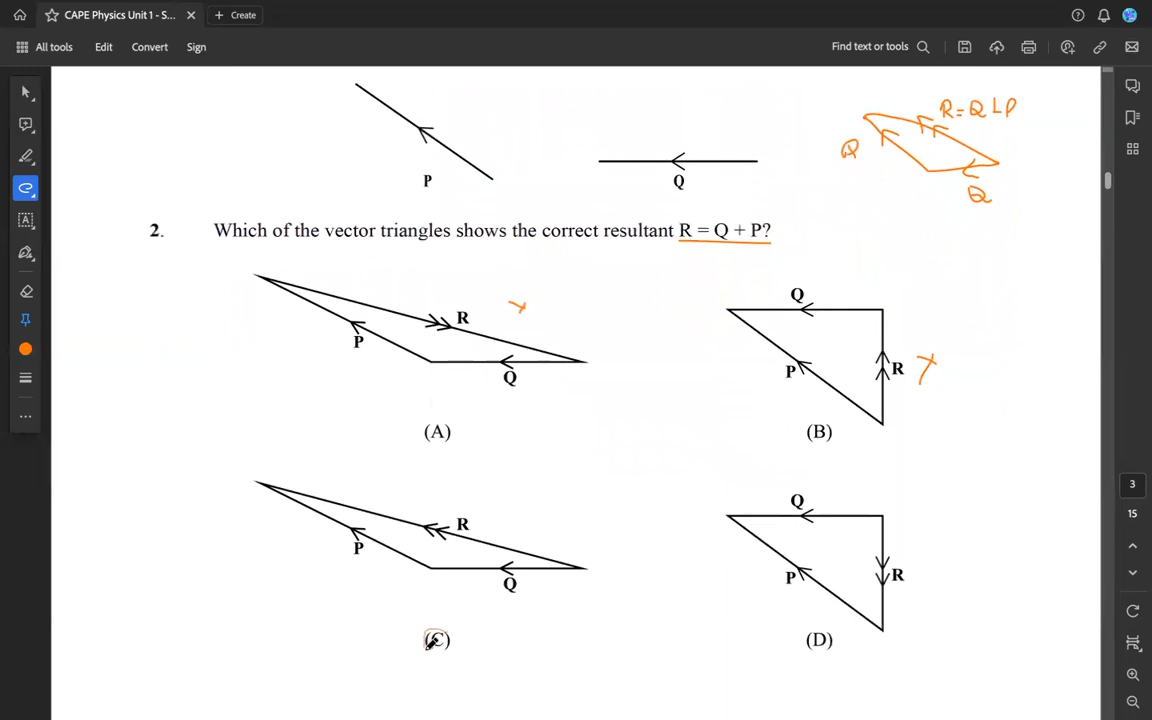 CAPE Physics Unit 1 - S...
Create
All tools
Edit
Convert
Sign
Find text or tools
R = Q + P
Q
Q
P
Q
2. Which of the vector triangles shows the correct resultant R = Q + P?
R
P
Q
(A)
Q
P
R
(B)
R
P
Q
(C)
Q
P
R
(D)
3
15